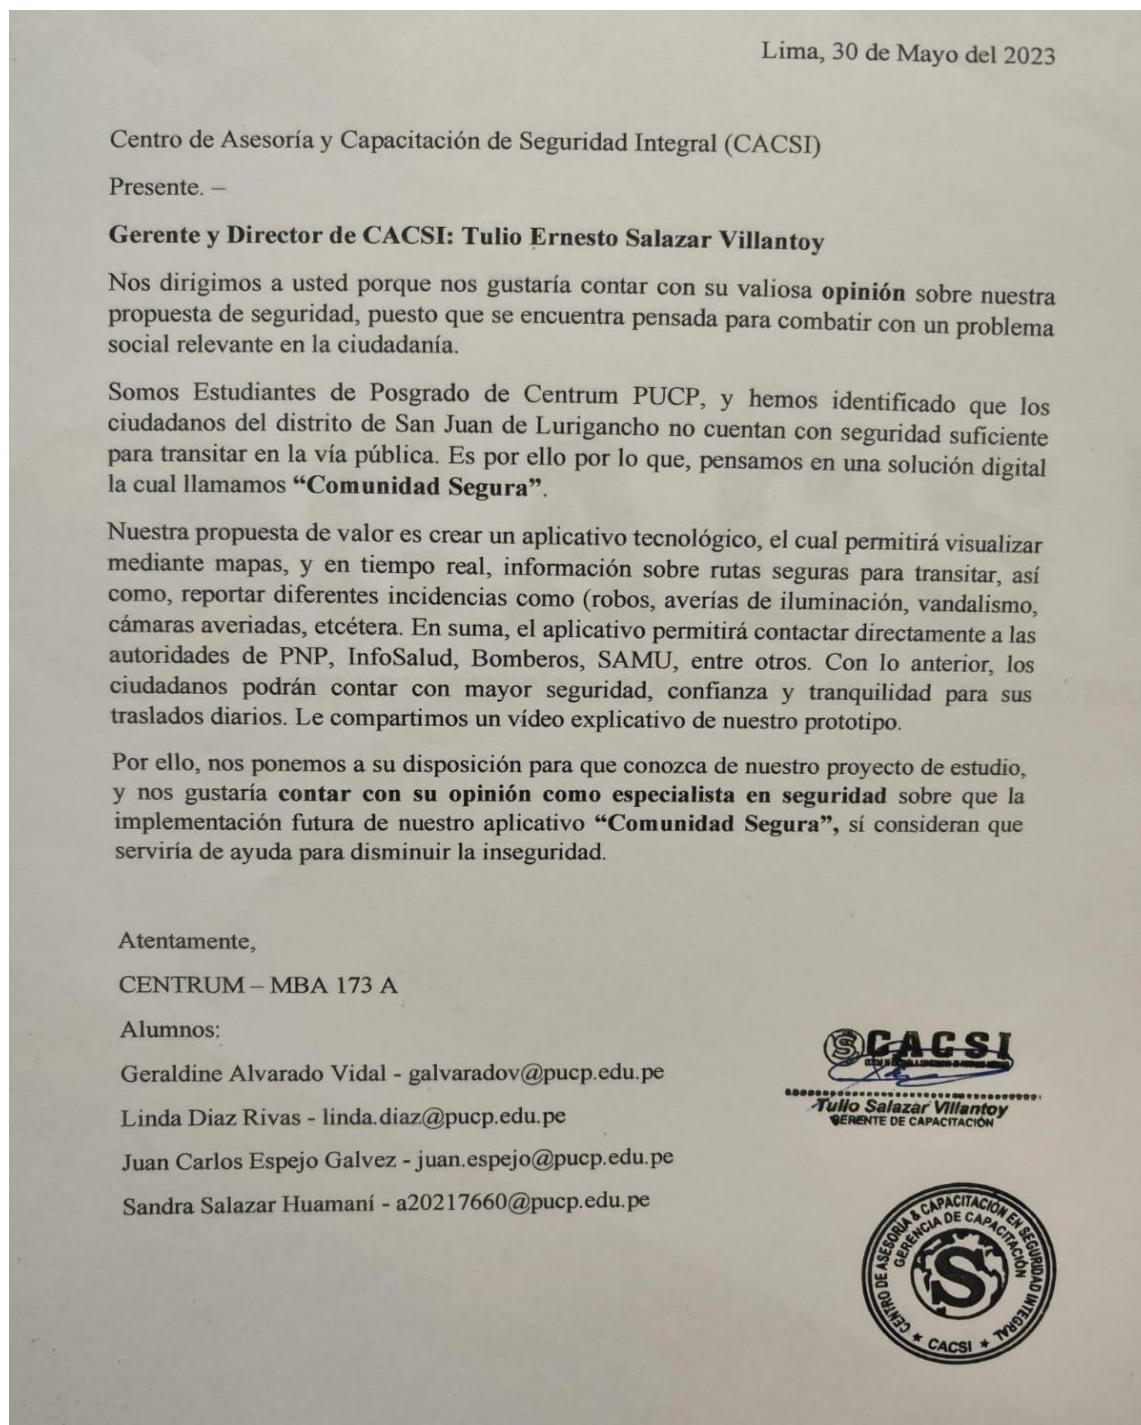 Lima, 30 de Mayo del 2023
Centro de Asesoría y Capacitación de Seguridad Integral (CACSI)
Presente. –
Gerente y Director de CACSI: Tulio Ernesto Salazar Villantoy
Nos dirigimos a usted porque nos gustaría contar con su valiosa opinión sobre nuestra
propuesta de seguridad, puesto que se encuentra pensada para combatir con un problema
social relevante en la ciudadanía.
Somos Estudiantes de Posgrado de Centrum PUCP, y hemos identificado que los
ciudadanos del distrito de San Juan de Lurigancho no cuentan con seguridad suficiente
para transitar en la vía pública. Es por ello por lo que, pensamos en una solución digital
la cual llamamos “Comunidad Segura”.
Nuestra propuesta de valor es crear un aplicativo tecnológico, el cual permitirá visualizar
mediante mapas, y en tiempo real, información sobre rutas seguras para transitar, así
como, reportar diferentes incidencias como (robos, averías de iluminación, vandalismo,
cámaras averiadas, etcétera. En suma, el aplicativo permitirá contactar directamente a las
autoridades de PNP, InfoSalud, Bomberos, SAMU, entre otros. Con lo anterior, los
ciudadanos podrán contar con mayor seguridad, confianza y tranquilidad para sus
traslados diarios. Le compartimos un vídeo explicativo de nuestro prototipo.
Por ello, nos ponemos a su disposición para que conozca de nuestro proyecto de estudio,
y nos gustaría contar con su opinión como especialista en seguridad sobre que la
implementación futura de nuestro aplicativo “Comunidad Segura”, sí consideran que
serviría de ayuda para disminuir la inseguridad.
Atentamente,
CENTRUM – MBA 173 A
Alumnos:
Geraldine Alvarado Vidal - galvaradov@pucp.edu.pe
Linda Diaz Rivas - linda.diaz@pucp.edu.pe
Juan Carlos Espejo Galvez - juan.espejo@pucp.edu.pe
Sandra Salazar Huamaní - a20217660@pucp.edu.pe
S CACSI
Tulio Salazar Villantoy
GERENTE DE CAPACITACIÓN
CENTRO DE ASESORIA & CAPACITACIÓN EN SEGURIDAD INTEGRAL
GERENCIA DE CAPACITACIÓN
S
★ CACSI ★